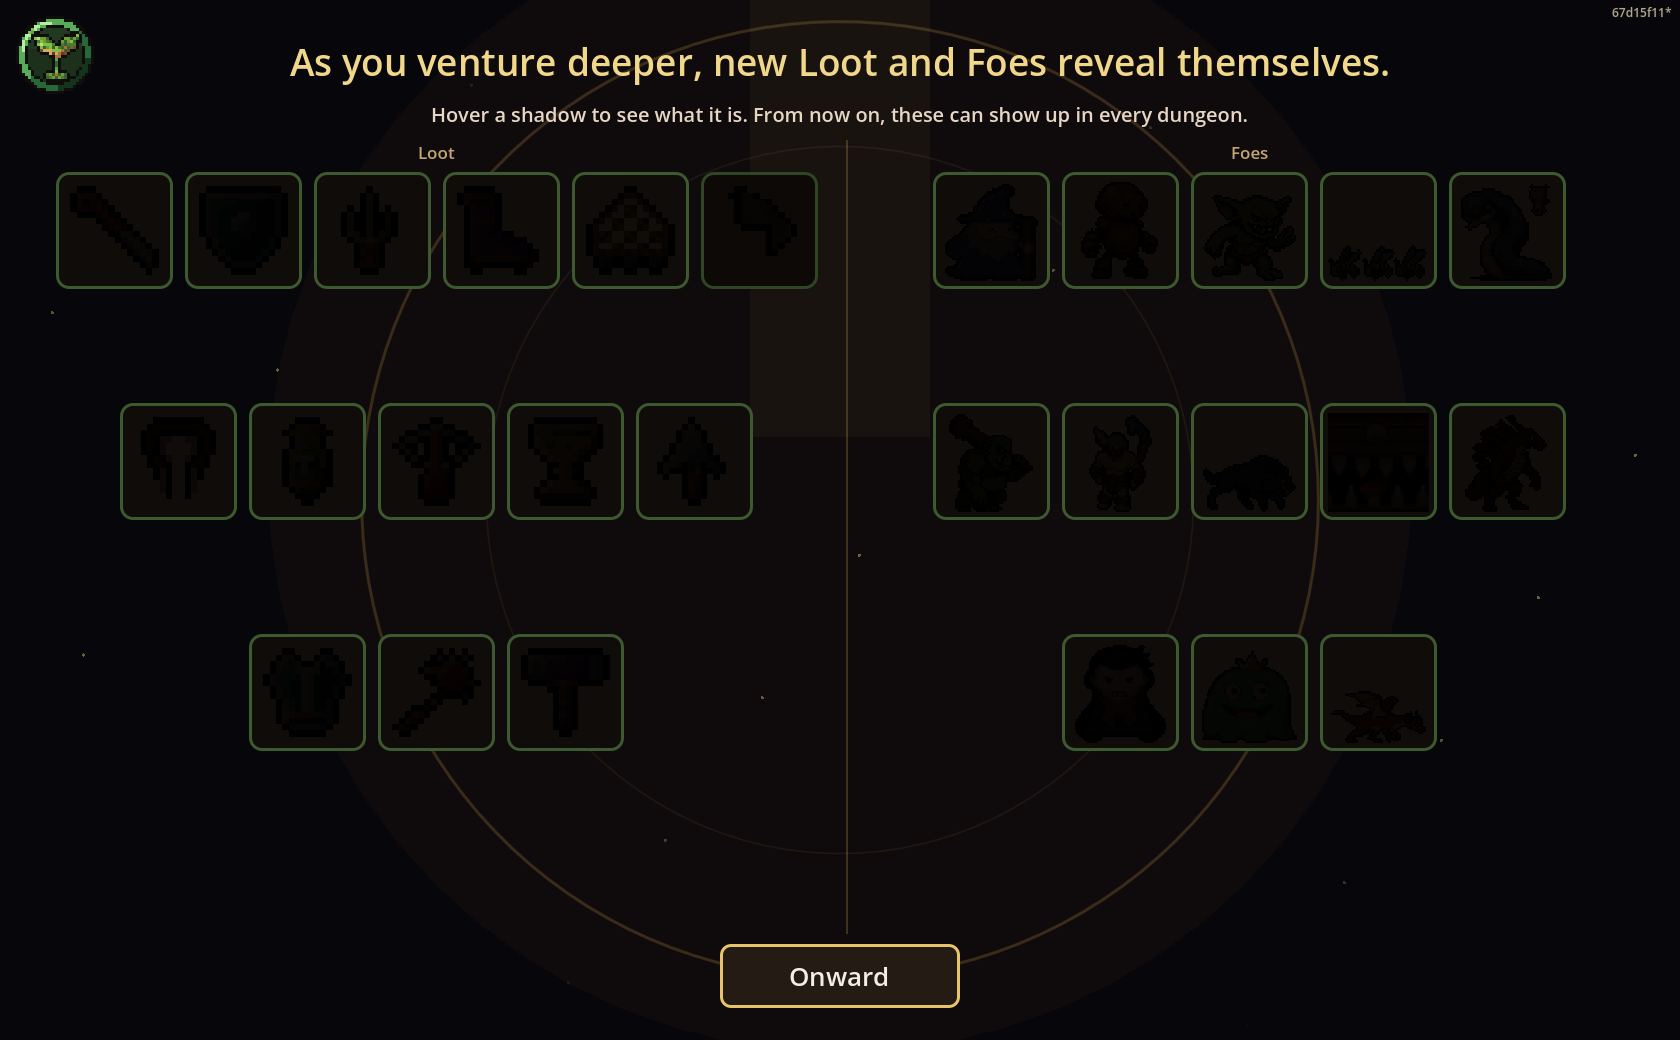 67d15f11*
As you venture deeper, new Loot and Foes reveal themselves.
Hover a shadow to see what it is. From now on, these can show up in every dungeon.
Loot
Foes
Onward